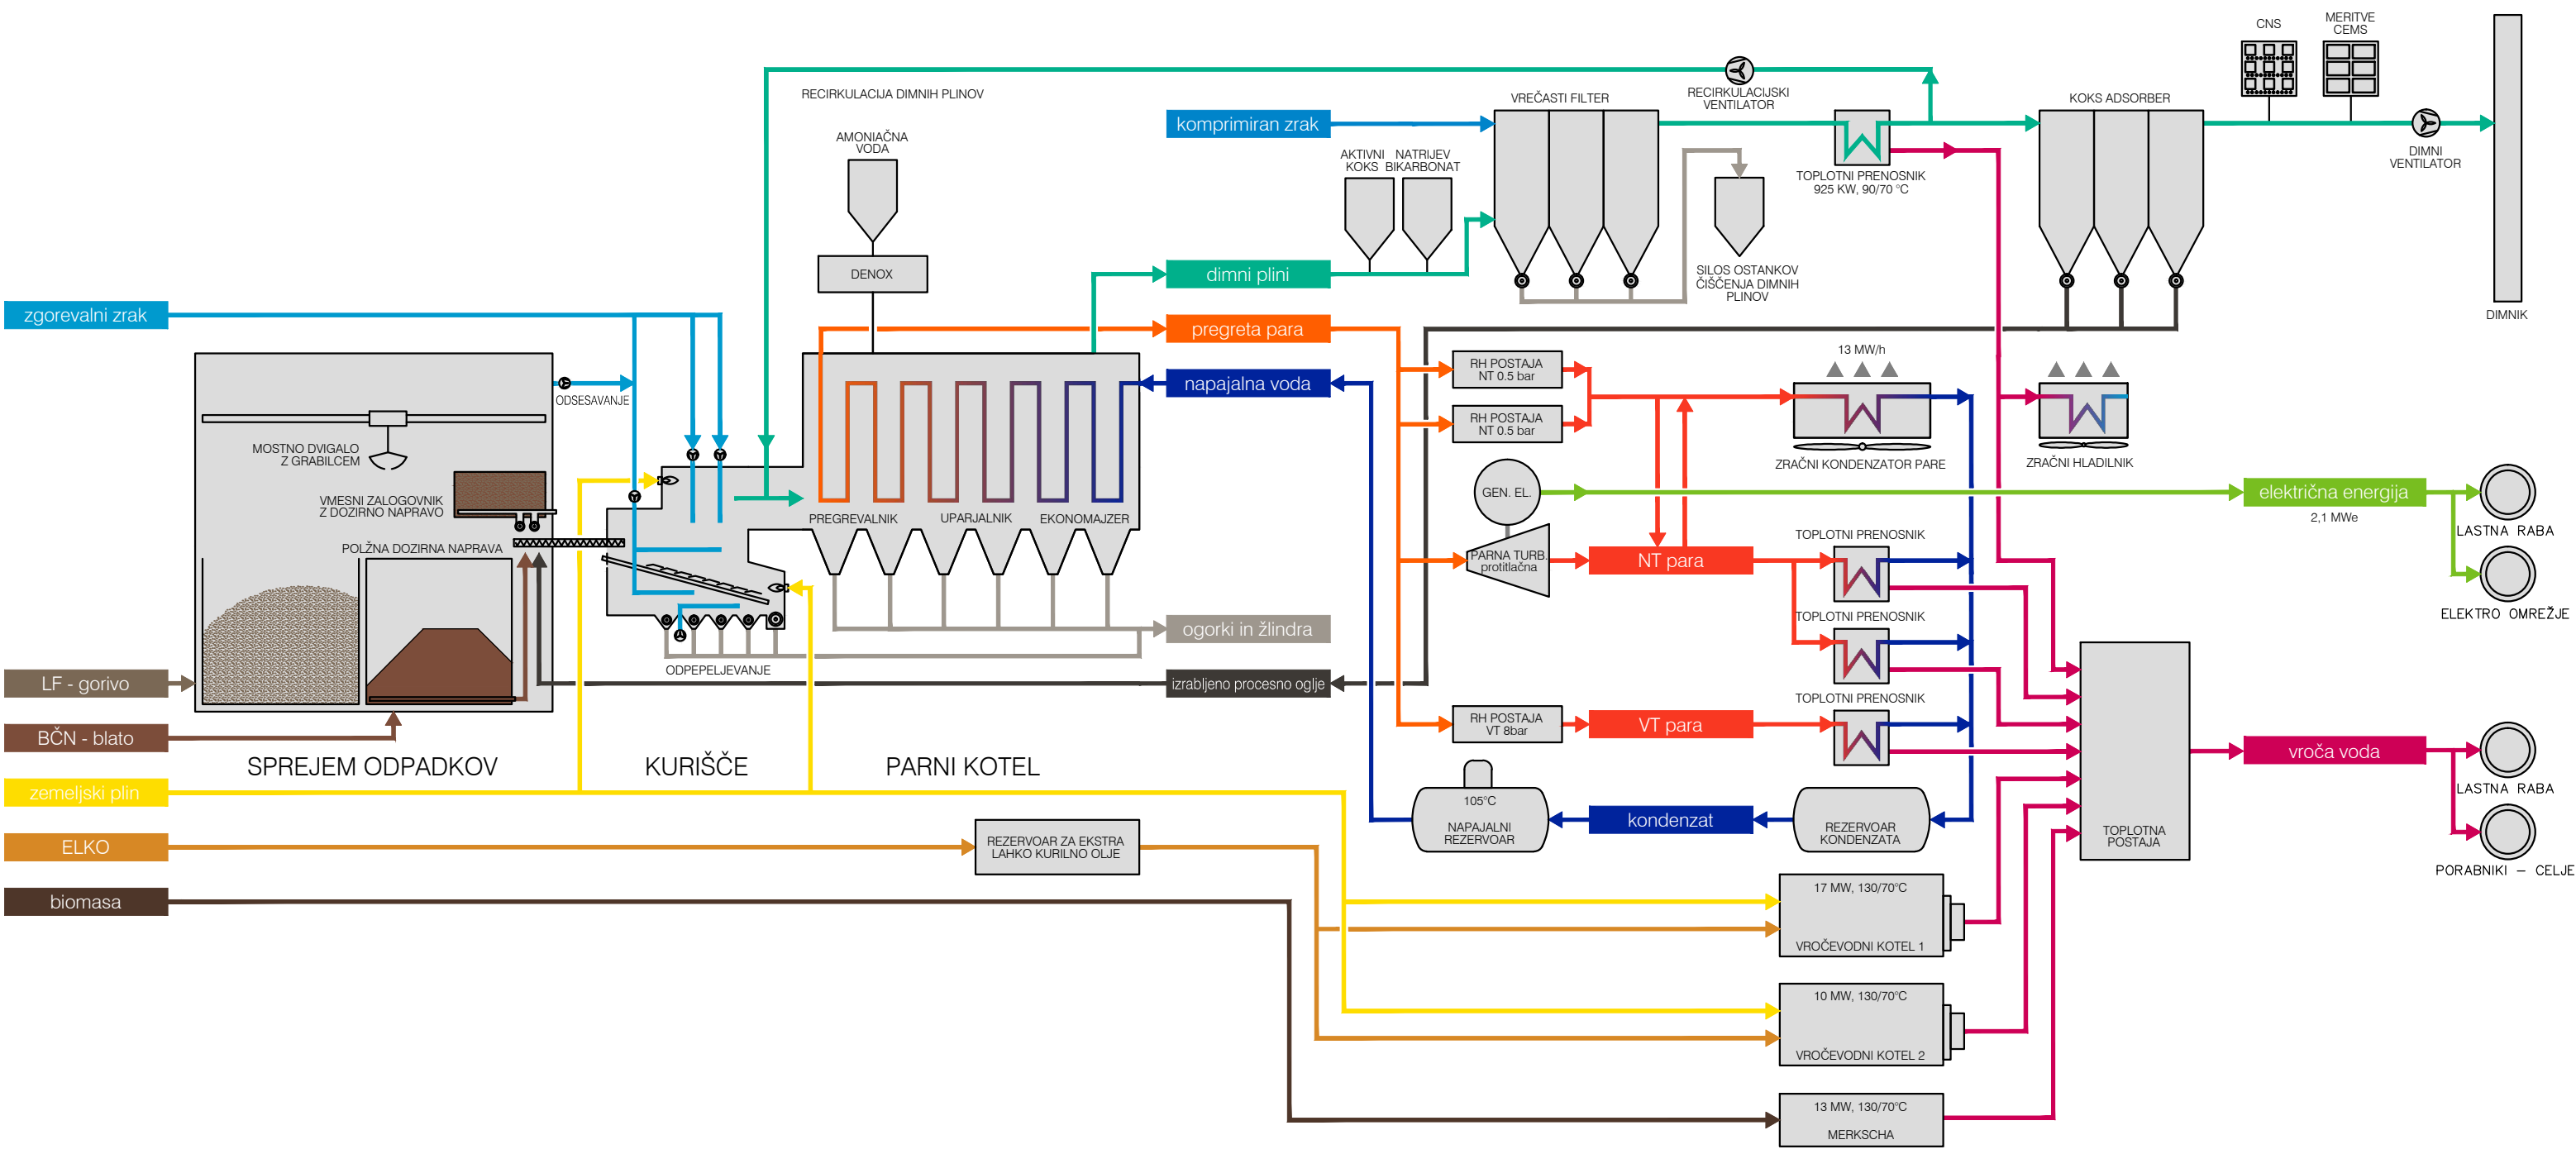 CNS
MERITVE
CEMS
RECIRKULACIJA DIMNIH PLINOV
RECIRKULACIJSKI
VENTILATOR
VREČASTI FILTER
KOKS ADSORBER
komprimiran zrak
AMONIAČNA
VODA
AKTIVNI
KOKS
NATRIJEV
BIKARBONAT
TOPLOTNI PRENOSNIK
925 KW, 90/70 °C
DIMNI
VENTILATOR
DENOX
dimni plini
SILOS OSTANKOV
ČIŠČENJA DIMNIH
PLINOV
DIMNIK
zgorevalni zrak
pregreta para
RH POSTAJA
NT 0.5 bar
13 MW/h
napajalna voda
ODSESAVANJE
RH POSTAJA
NT 0.5 bar
MOSTNO DVIGALO
Z GRABILCEM
ZRAČNI KONDENZATOR PARE
ZRAČNI HLADILNIK
VMESNI ZALOGOVNIK
Z DOZIRNO NAPRAVO
GEN. EL.
električna energija
2,1 MWe
LASTNA RABA
PREGREVALNIK
UPARJALNIK
EKONOMAJZER
POLŽNA DOZIRNA NAPRAVA
TOPLOTNI PRENOSNIK
PARNA TURB.
protitlačna
NT para
ELEKTRO OMREŽJE
TOPLOTNI PRENOSNIK
ogorki in žlindra
ODPEPELJEVANJE
LF - gorivo
izrabljeno procesno oglje
TOPLOTNI PRENOSNIK
BČN - blato
RH POSTAJA
VT 8bar
VT para
SPREJEM ODPADKOV
KURIŠČE
PARNI KOTEL
vroča voda
LASTNA RABA
zemeljski plin
105°C
NAPAJALNI
REZERVOAR
kondenzat
REZERVOAR
KONDENZATA
TOPLOTNA
POSTAJA
ELKO
REZERVOAR ZA EKSTRA
LAHKO KURILNO OLJE
PORABNIKI – CELJE
biomasa
17 MW, 130/70°C
VROČEVODNI KOTEL 1
10 MW, 130/70°C
VROČEVODNI KOTEL 2
13 MW, 130/70°C
MERKSCHA